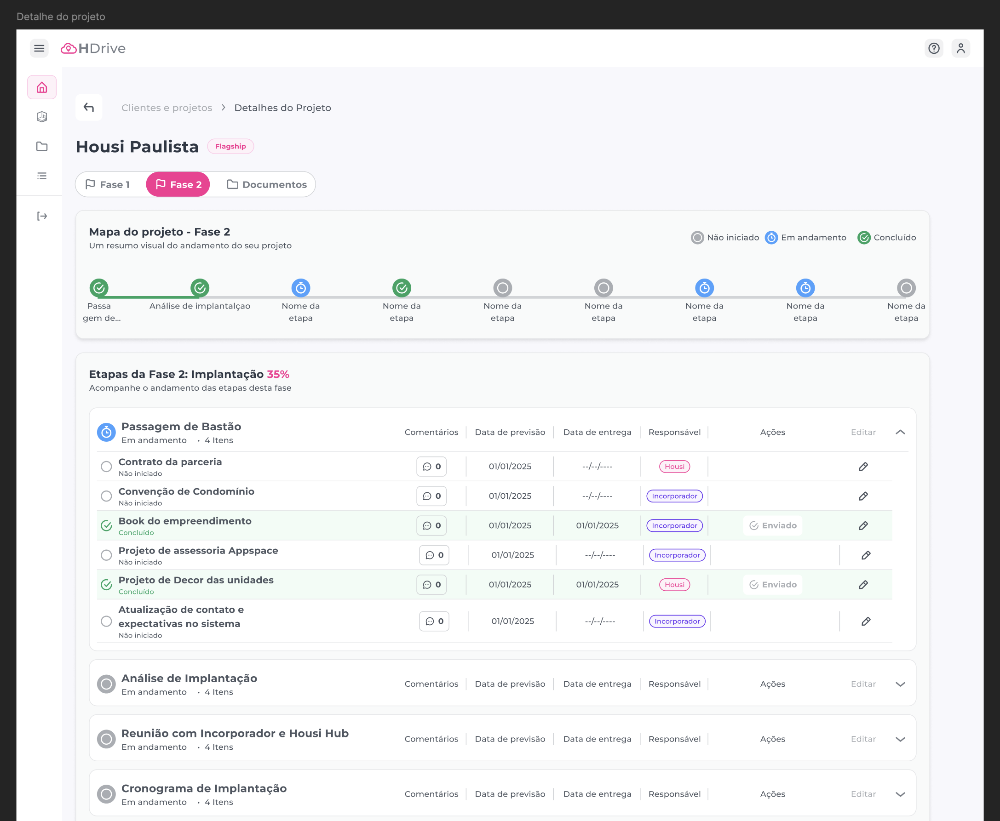 Detalhe do projeto
HDrive
Clientes e projetos > Detalhes do Projeto
Housi Paulista Flagship
Fase 1 Fase 2 Documentos
Mapa do projeto - Fase 2
Um resumo visual do andamento do seu projeto
Não iniciado Em andamento Concluído
Passa
gem de...
Análise de implantalçao
Nome da
etapa
Nome da
etapa
Nome da
etapa
Nome da
etapa
Nome da
etapa
Nome da
etapa
Nome da
etapa
Etapas da Fase 2: Implantação 35%
Acompanhe o andamento das etapas desta fase
Passagem de Bastão
Em andamento • 4 Itens
Comentários Data de previsão Data de entrega Responsável Ações Editar
Contrato da parceria
Não iniciado
0 01/01/2025 --/--/---- Housi
Convenção de Condomínio
Não iniciado
0 01/01/2025 --/--/---- Incorporador
Book do empreendimento
Concluído
0 01/01/2025 01/01/2025 Incorporador Enviado
Projeto de assessoria Appspace
Não iniciado
0 01/01/2025 --/--/---- Incorporador
Projeto de Decor das unidades
Concluído
0 01/01/2025 01/01/2025 Housi Enviado
Atualização de contato e
expectativas no sistema
Não iniciado
0 01/01/2025 --/--/---- Incorporador
Análise de Implantação
Em andamento • 4 Itens
Comentários Data de previsão Data de entrega Responsável Ações Editar
Reunião com Incorporador e Housi Hub
Em andamento • 4 Itens
Comentários Data de previsão Data de entrega Responsável Ações Editar
Cronograma de Implantação
Em andamento • 4 Itens
Comentários Data de previsão Data de entrega Responsável Ações Editar